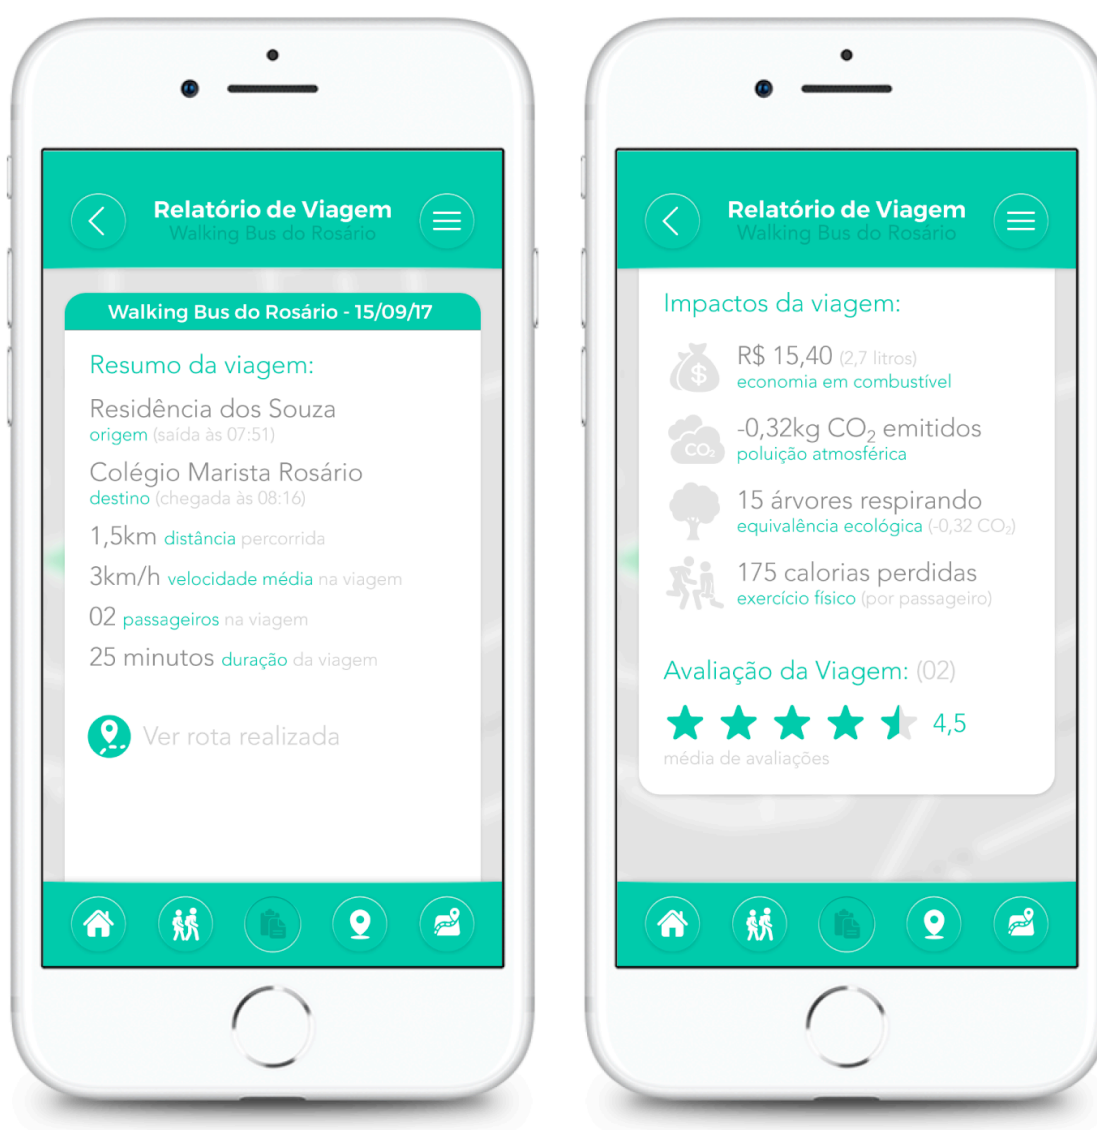 Relatório de Viagem
Walking Bus do Rosário
Walking Bus do Rosário - 15/09/17
Resumo da viagem:
Residência dos Souza
origem (saída às 07:51)
Colégio Marista Rosário
destino (chegada às 08:16)
1,5km distância percorrida
3km/h velocidade média na viagem
02 passageiros na viagem
25 minutos duração da viagem
Ver rota realizada
Relatório de Viagem
Walking Bus do Rosário
Impactos da viagem:
$
R$ 15,40 (2,7 litros)
economia em combustível
CO₂
-0,32kg CO₂ emitidos
poluição atmosférica
15 árvores respirando
equivalência ecológica (-0,32 CO₂)
175 calorias perdidas
exercício físico (por passageiro)
Avaliação da Viagem: (02)
4,5
média de avaliações